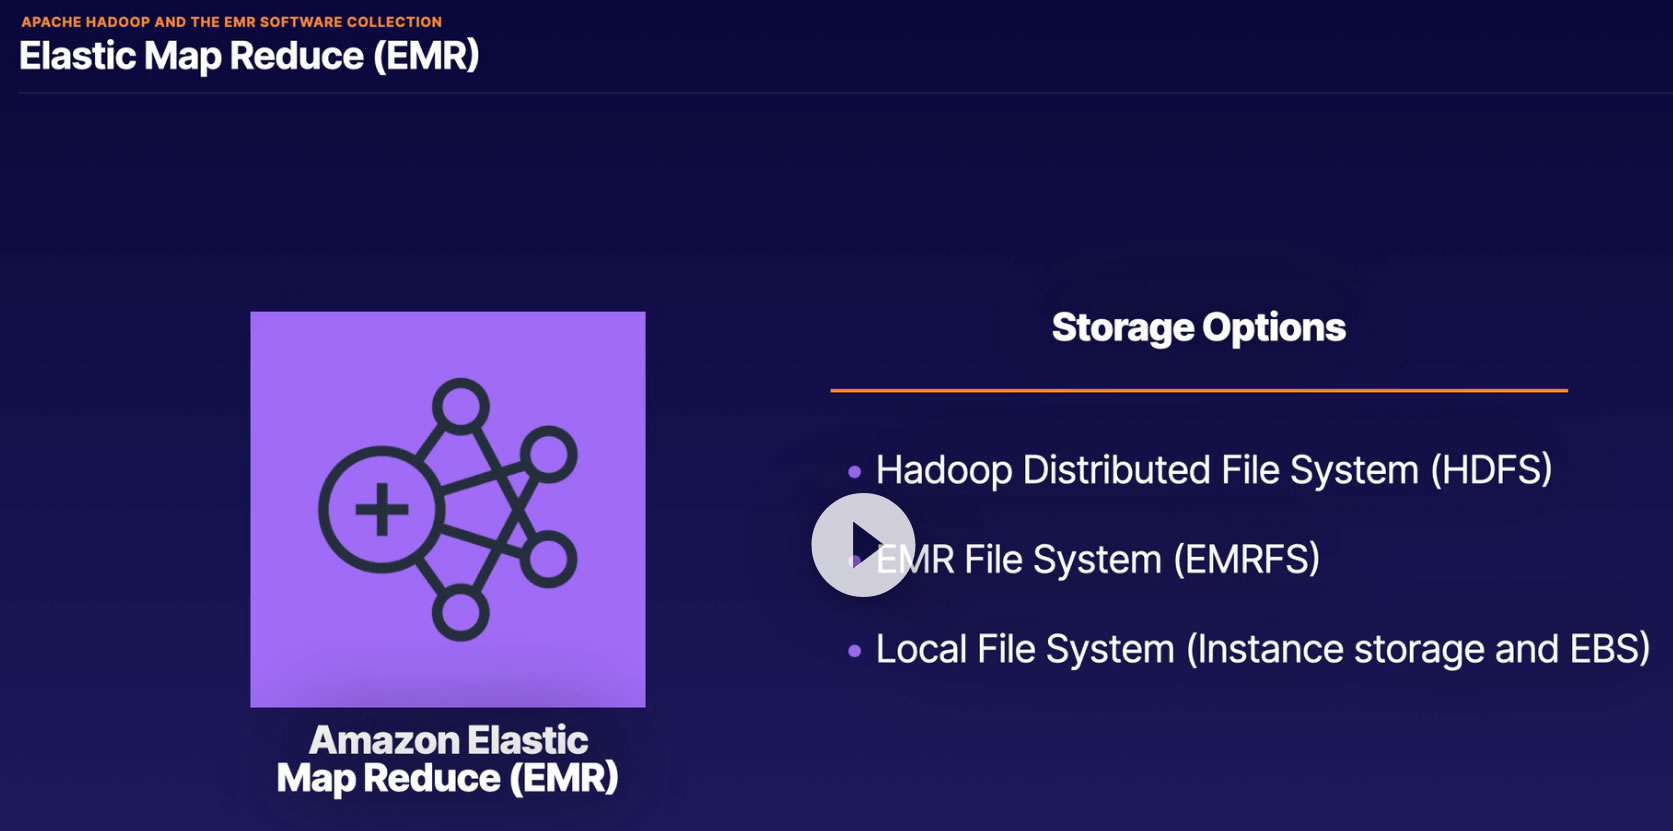 APACHE HADOOP AND THE EMR SOFTWARE COLLECTION
Elastic Map Reduce (EMR)
Storage Options
Hadoop Distributed File System (HDFS)
EMR File System (EMRFS)
Local File System (Instance storage and EBS)
Amazon Elastic
Map Reduce (EMR)